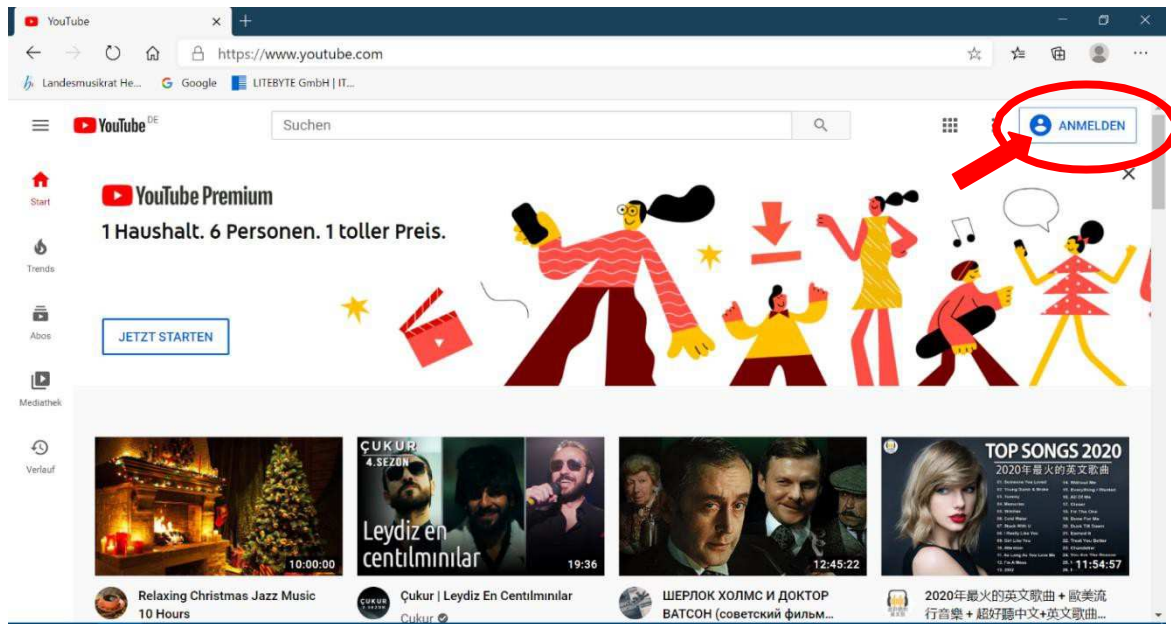 YouTube
https://www.youtube.com
Landesmusikrat He...
Google
LITEBYTE GmbH | IT...
YouTube DE
Suchen
ANMELDEN
Start
Trends
Abos
Mediathek
Verlauf
YouTube Premium
1 Haushalt. 6 Personen. 1 toller Preis.
JETZT STARTEN
10:00:00
ÇUKUR
4.SEZON
Leydiz en
centılmınılar
19:36
12:45:22
TOP SONGS 2020
2020年最火的英文歌曲
11:54:57
Relaxing Christmas Jazz Music
10 Hours
Çukur | Leydiz En Centılmınılar
Çukur
ШЕРЛОК ХОЛМС И ДОКТОР
ВАТСОН (советский фильм...
2020年最火的英文歌曲 + 歐美流
行音樂 + 超好聽中文+英文歌曲...